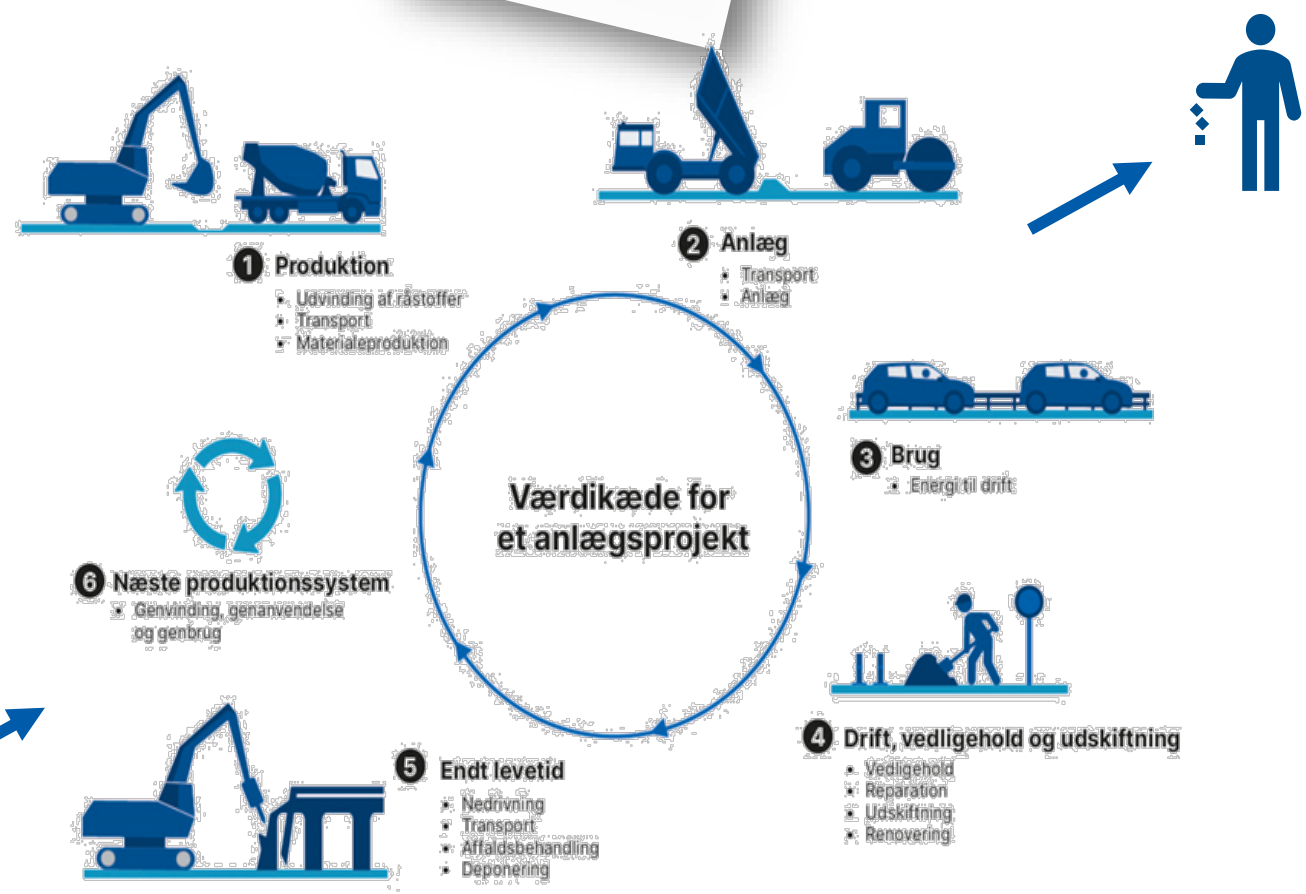 1 Produktion
• Udvinding af råstoffer
• Transport
• Materialeproduktion
2 Anlæg
• Transport
• Anlæg
3 Brug
• Energi til drift
Værdikæde for
et anlægsprojekt
4 Drift, vedligehold og udskiftning
• Vedligehold
• Reparation
• Udskiftning
• Renovering
5 Endt levetid
• Nedrivning
• Transport
• Affaldsbehandling
• Deponering
6 Næste produktionssystem
• Genvinding, genanvendelse
og genbrug